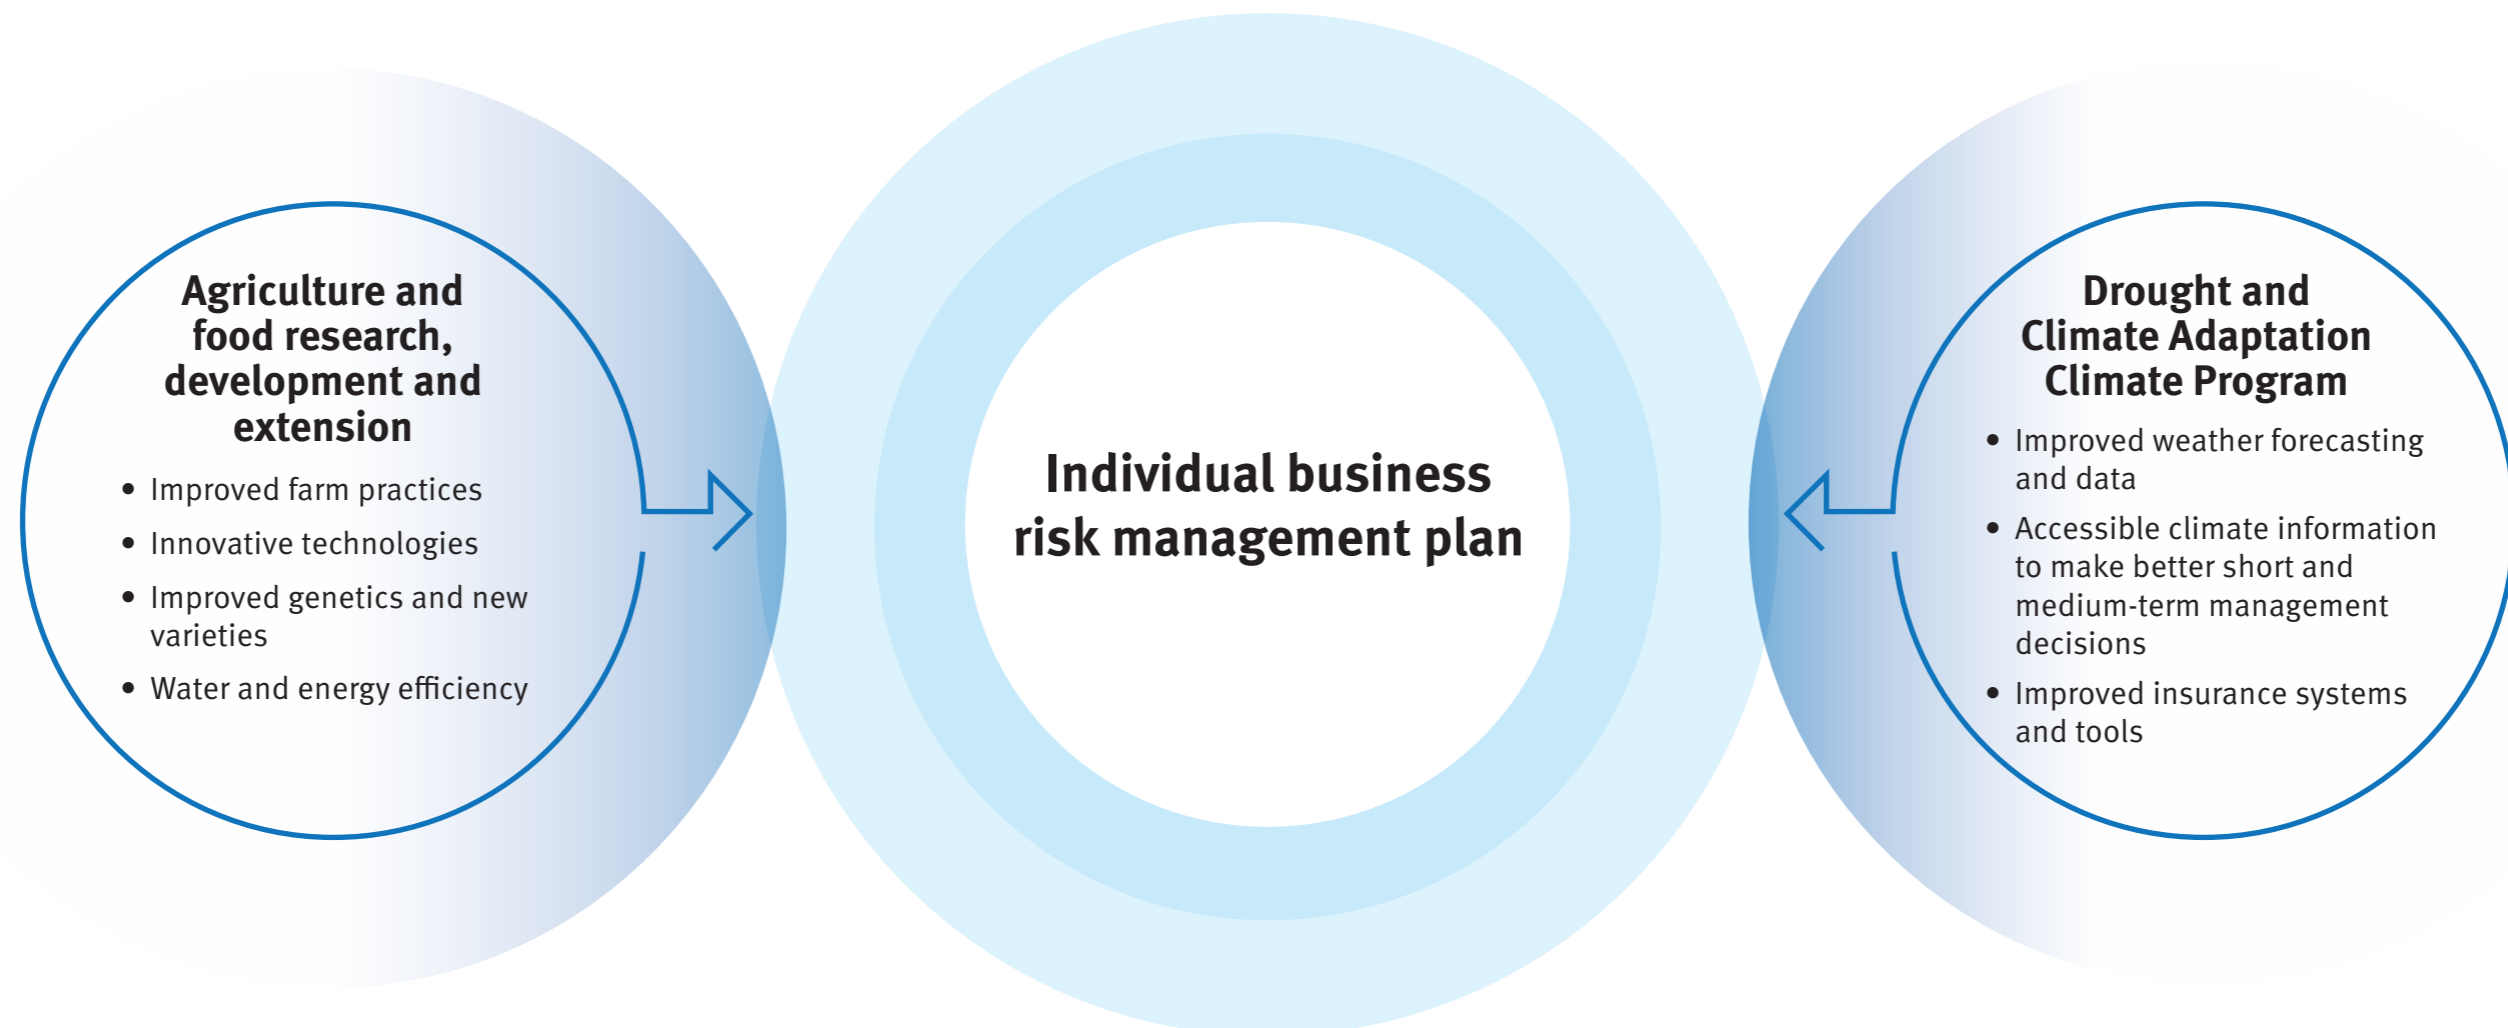 Agriculture and
food research,
development and
extension
• Improved farm practices
• Innovative technologies
• Improved genetics and new
varieties
• Water and energy efficiency
Individual business
risk management plan
Drought and
Climate Adaptation
Climate Program
• Improved weather forecasting
and data
• Accessible climate information
to make better short and
medium-term management
decisions
• Improved insurance systems
and tools